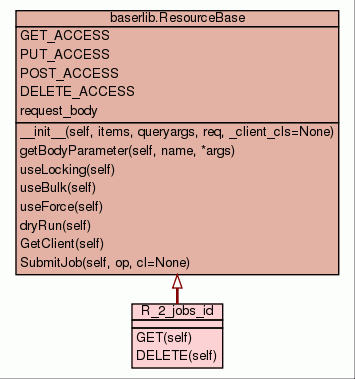 baserlib.ResourceBase
GET_ACCESS
PUT_ACCESS
POST_ACCESS
DELETE_ACCESS
request_body
__init__(self, items, queryargs, req, _client_cls=None)
getBodyParameter(self, name, *args)
useLocking(self)
useBulk(self)
useForce(self)
dryRun(self)
GetClient(self)
SubmitJob(self, op, cl=None)
R_2_jobs_id
GET(self)
DELETE(self)